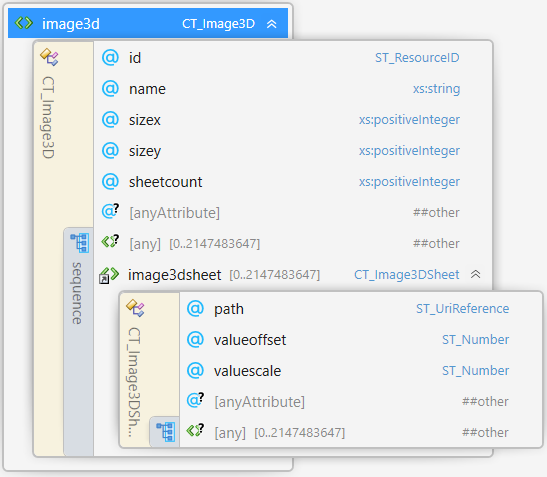 image3d CT_Image3D
CT_Image3D
id ST_ResourceID
name xs:string
sizex xs:positiveInteger
sizey xs:positiveInteger
sheetcount xs:positiveInteger
[anyAttribute] ##other
sequence
[any] [0..2147483647] ##other
image3dsheet [0..2147483647] CT_Image3DSheet
CT_Image3DSh...
path ST_UriReference
valueoffset ST_Number
valuescale ST_Number
[anyAttribute] ##other
[any] [0..2147483647] ##other